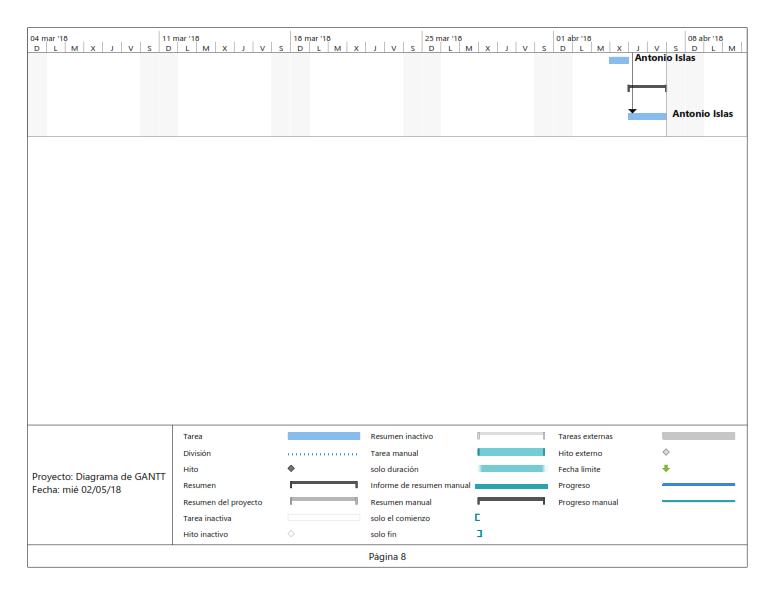 04 mar '18 11 mar '18 18 mar '18 25 mar '18 01 abr '18 08 abr '18
D L M X J V S D L M X J V S D L M X J V S D L M X J V S D L M X J V S D L M
Antonio Islas
Antonio Islas
Proyecto: Diagrama de GANTT
Fecha: mié 02/05/18
Tarea
División
Hito
Resumen
Resumen del proyecto
Tarea inactiva
Hito inactivo
Resumen inactivo
Tarea manual
solo duración
Informe de resumen manual
Resumen manual
solo el comienzo
solo fin
Tareas externas
Hito externo
Fecha límite
Progreso
Progreso manual
Página 8